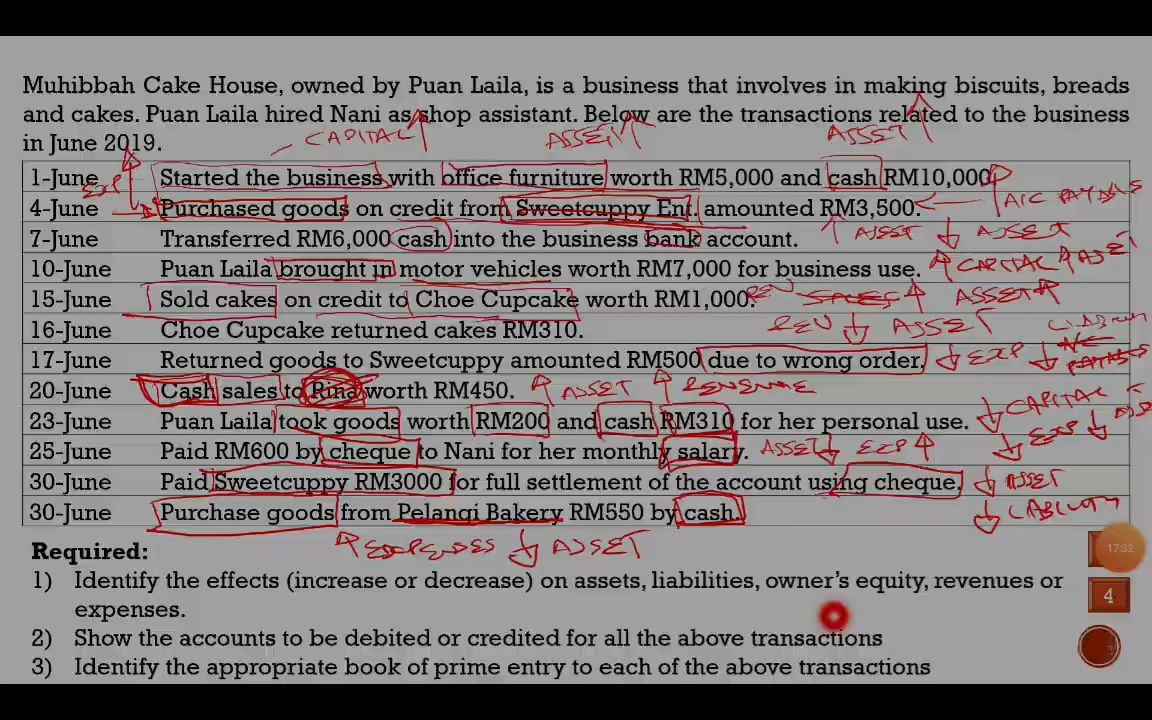 Muhibbah Cake House, owned by Puan Laila, is a business that involves in making biscuits, breads
and cakes. Puan Laila hired Nani as shop assistant. Below are the transactions related to the business
in June 2019.
CAPITAL ASSET ASSET
1-June Started the business with office furniture worth RM5,000 and cash RM10,000.
EXP
4-June Purchased goods on credit from Sweetcuppy Ent. amounted RM3,500. A/C PAYABLE
7-June Transferred RM6,000 cash into the business bank account. ↑ ASSET ↓ ASSET
10-June Puan Laila brought in motor vehicles worth RM7,000 for business use. ↑ CAPITAL ↑ ASSET
15-June Sold cakes on credit to Choe Cupcake worth RM1,000. REV SALES ↑ ASSET ↑
16-June Choe Cupcake returned cakes RM310. REV ↓ ASSET
17-June Returned goods to Sweetcuppy amounted RM500 due to wrong order. ↓ EXP ↓
20-June Cash sales to Rina worth RM450. ↑ ASSET ↑ REVENUE
23-June Puan Laila took goods worth RM200 and cash RM310 for her personal use. ↓ CAPITAL ↓ EXP ↓
25-June Paid RM600 by cheque to Nani for her monthly salary. ASSET ↓ EXP ↑
30-June Paid Sweetcuppy RM3000 for full settlement of the account using cheque. ↓ ASSET
30-June Purchase goods from Pelangi Bakery RM550 by cash. ↓ LIABILITY
↑ EXPENSES ↓ ASSET
Required:
17:32
1) Identify the effects (increase or decrease) on assets, liabilities, owner's equity, revenues or
expenses.
4
2) Show the accounts to be debited or credited for all the above transactions
3) Identify the appropriate book of prime entry to each of the above transactions